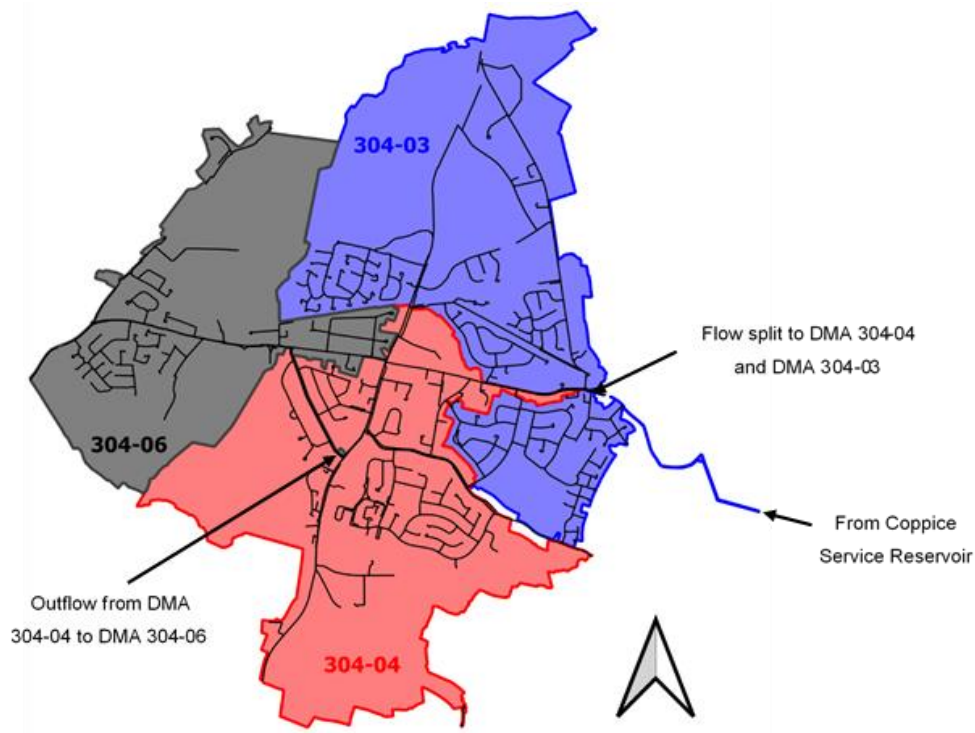 304-03
Flow split to DMA 304-04
and DMA 304-03
304-06
From Coppice
Service Reservoir
Outflow from DMA
304-04 to DMA 304-06
304-04